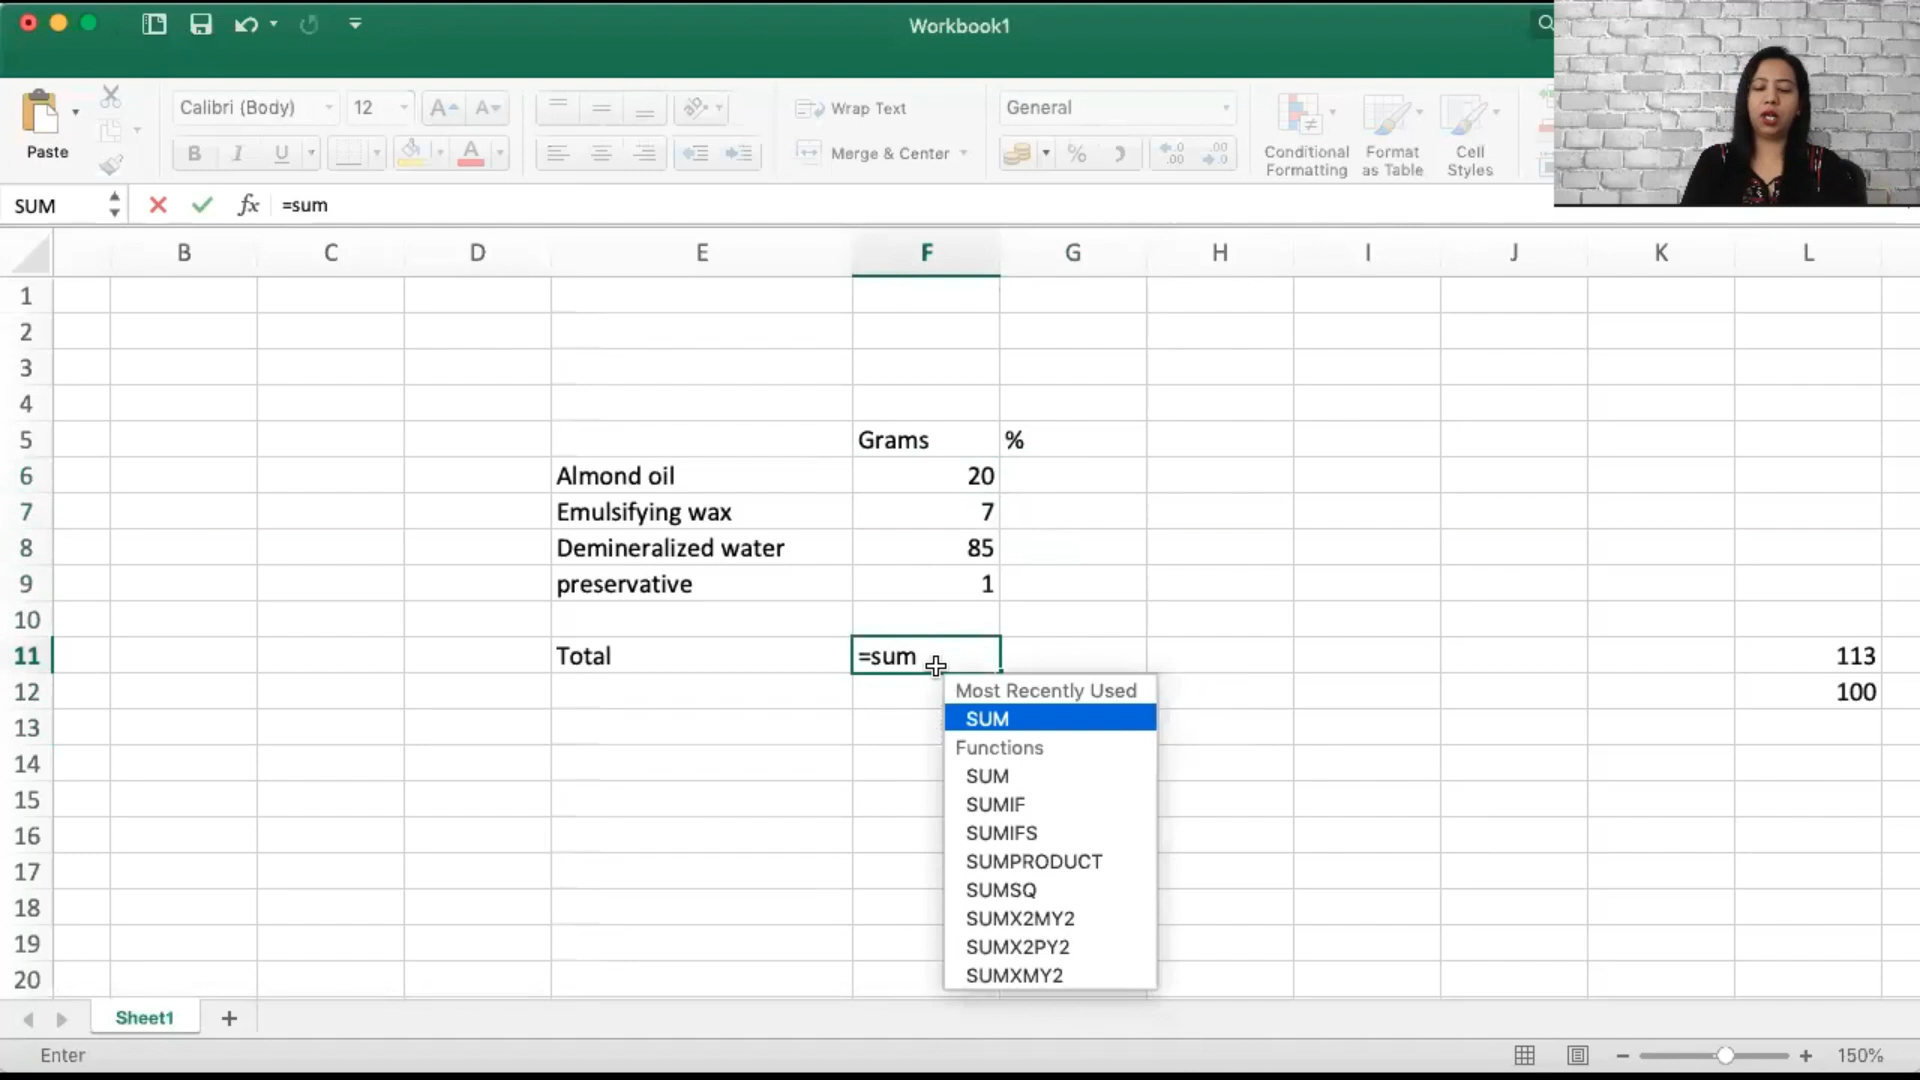 Workbook1
Calibri (Body) 12 A A Wrap Text General
Paste B I U A Merge & Center % .00 .00 Conditional Formatting Format as Table Cell Styles
SUM fx =sum
B C D E F G H I J K L
1
2
3
4
5 Grams %
6 Almond oil 20
7 Emulsifying wax 7
8 Demineralized water 85
9 preservative 1
10
11 Total =sum 113
12 100
13
14
15
16
17
18
19
20
Most Recently Used
SUM
Functions
SUM
SUMIF
SUMIFS
SUMPRODUCT
SUMSQ
SUMX2MY2
SUMX2PY2
SUMXMY2
Sheet1 +
Enter 150%